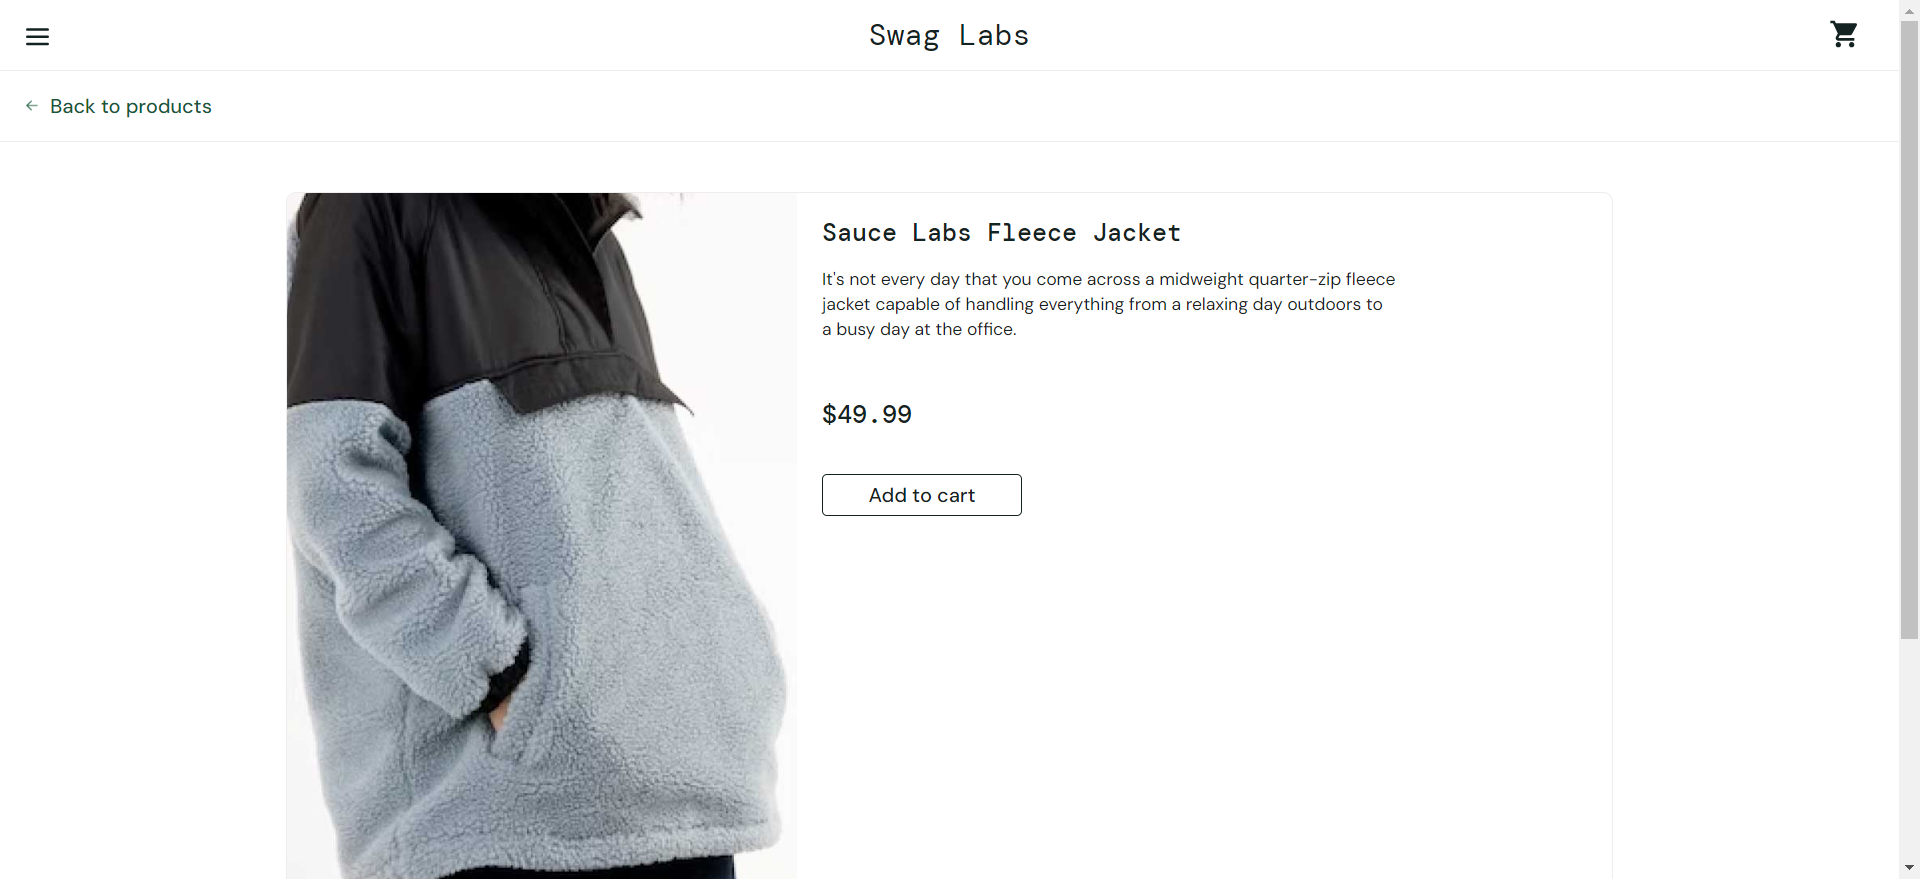 Swag Labs
Back to products
Sauce Labs Fleece Jacket
It's not every day that you come across a midweight quarter-zip fleece
jacket capable of handling everything from a relaxing day outdoors to
a busy day at the office.
$49.99
Add to cart